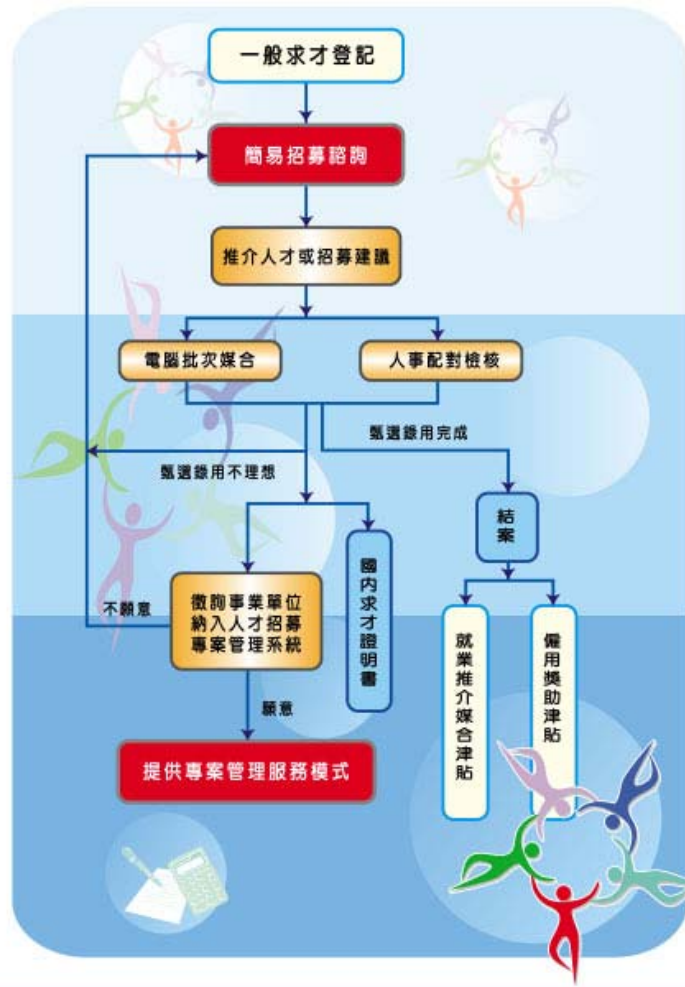 一般求才登記
簡易招募諮詢
推介人才或招募建議
電腦批次媒合
人事配對檢核
甄選錄用完成
甄選錄用不理想
結案
不願意
徵詢事業單位
納入人才招募
專案管理系統
國內求才證明書
就業推介媒合津貼
僱用獎助津貼
願意
提供專案管理服務模式